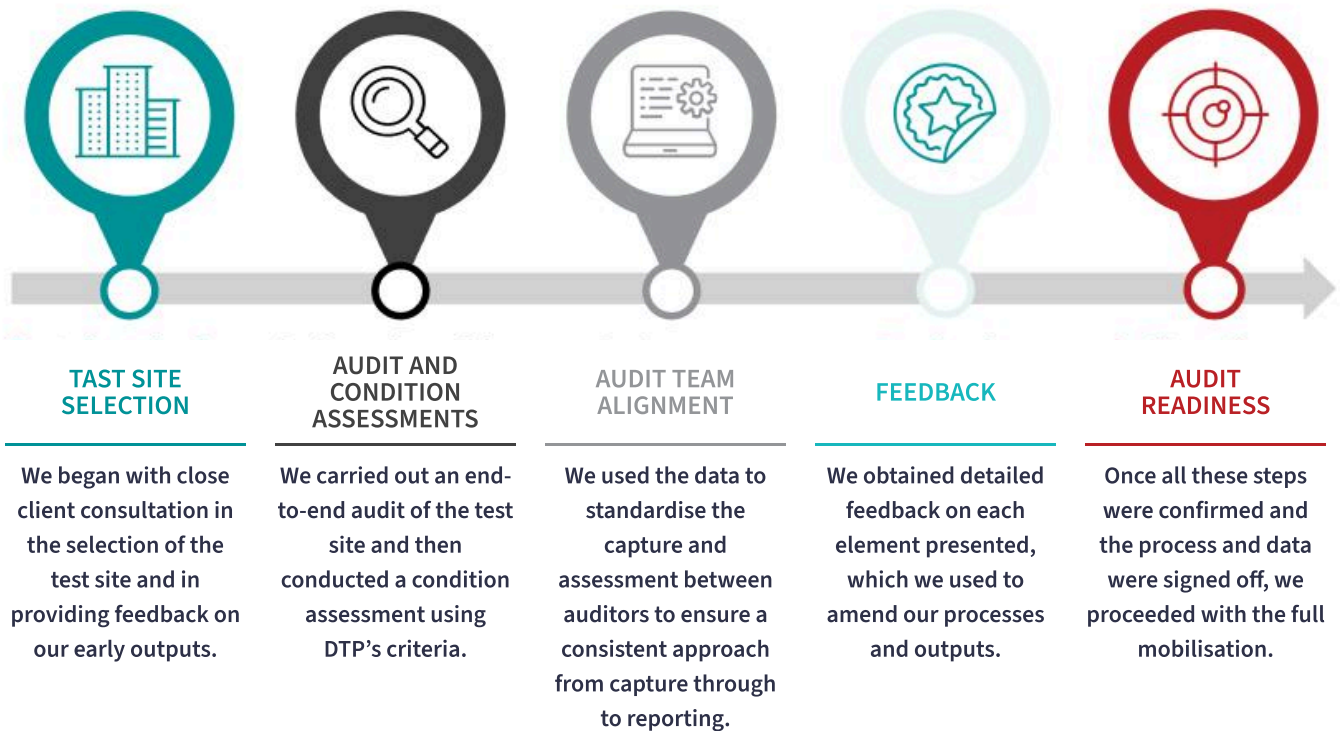 TAST SITE
SELECTION
We began with close
client consultation in
the selection of the
test site and in
providing feedback on
our early outputs.
AUDIT AND
CONDITION
ASSESSMENTS
We carried out an end-
to-end audit of the test
site and then
conducted a condition
assessment using
DTP’s criteria.
AUDIT TEAM
ALIGNMENT
We used the data to
standardise the
capture and
assessment between
auditors to ensure a
consistent approach
from capture through
to reporting.
FEEDBACK
We obtained detailed
feedback on each
element presented,
which we used to
amend our processes
and outputs.
AUDIT
READINESS
Once all these steps
were confirmed and
the process and data
were signed off, we
proceeded with the full
mobilisation.